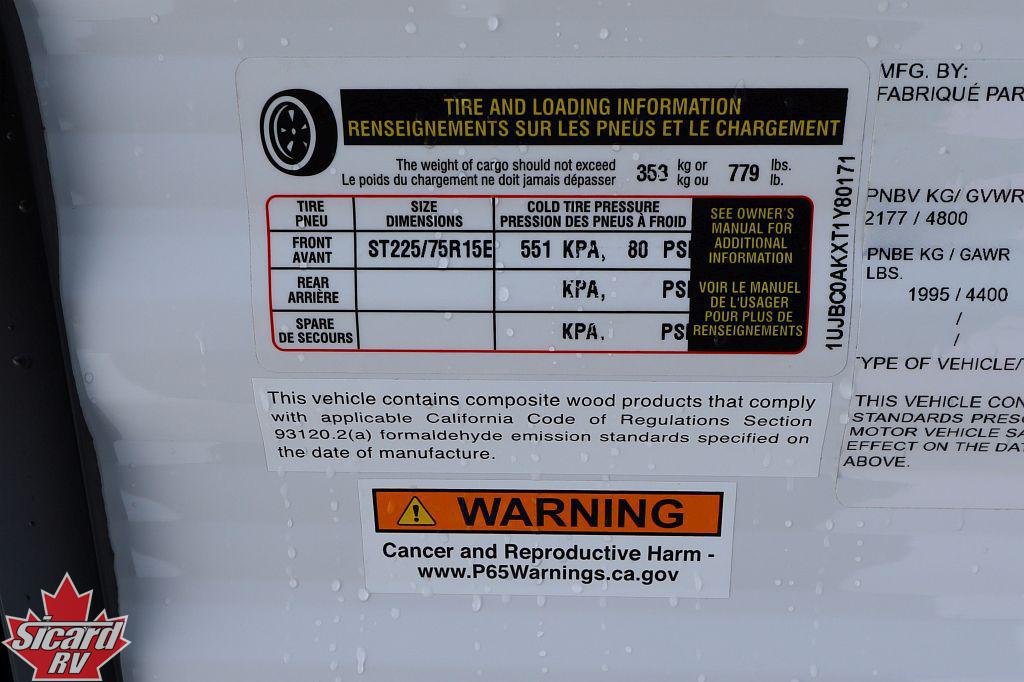 TIRE AND LOADING INFORMATION
RENSEIGNEMENTS SUR LES PNEUS ET LE CHARGEMENT
The weight of cargo should not exceed 353 kg or 779 lbs.
Le poids du chargement ne doit jamais dépasser kg ou lb.
TIRE
PNEU
SIZE
DIMENSIONS
COLD TIRE PRESSURE
PRESSION DES PNEUS À FROID
FRONT
AVANT
ST225/75R15E
551 KPA, 80 PSI
REAR
ARRIÈRE
KPA, PSI
SPARE
DE SECOURS
KPA, PSI
SEE OWNER'S
MANUAL FOR
ADDITIONAL
INFORMATION
VOIR LE MANUEL
DE L'USAGER
POUR PLUS DE
RENSEIGNEMENTS
1UJBC0AKXT1Y80171
MFG. BY:
FABRIQUÉ PAR
PNBV KG/ GVWR
2177 / 4800
PNBE KG / GAWR
LBS.
1995 / 4400
/
/
TYPE OF VEHICLE/
THIS VEHICLE CON
STANDARDS PRESC
MOTOR VEHICLE SA
EFFECT ON THE DAT
ABOVE.
This vehicle contains composite wood products that comply
with applicable California Code of Regulations Section
93120.2(a) formaldehyde emission standards specified on
the date of manufacture.
WARNING
Cancer and Reproductive Harm -
www.P65Warnings.ca.gov
Sicard
RV